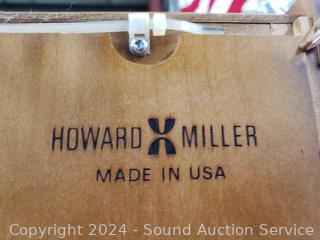 HOWARD MILLER
MADE IN USA
Copyright 2024 - Sound Auction Service